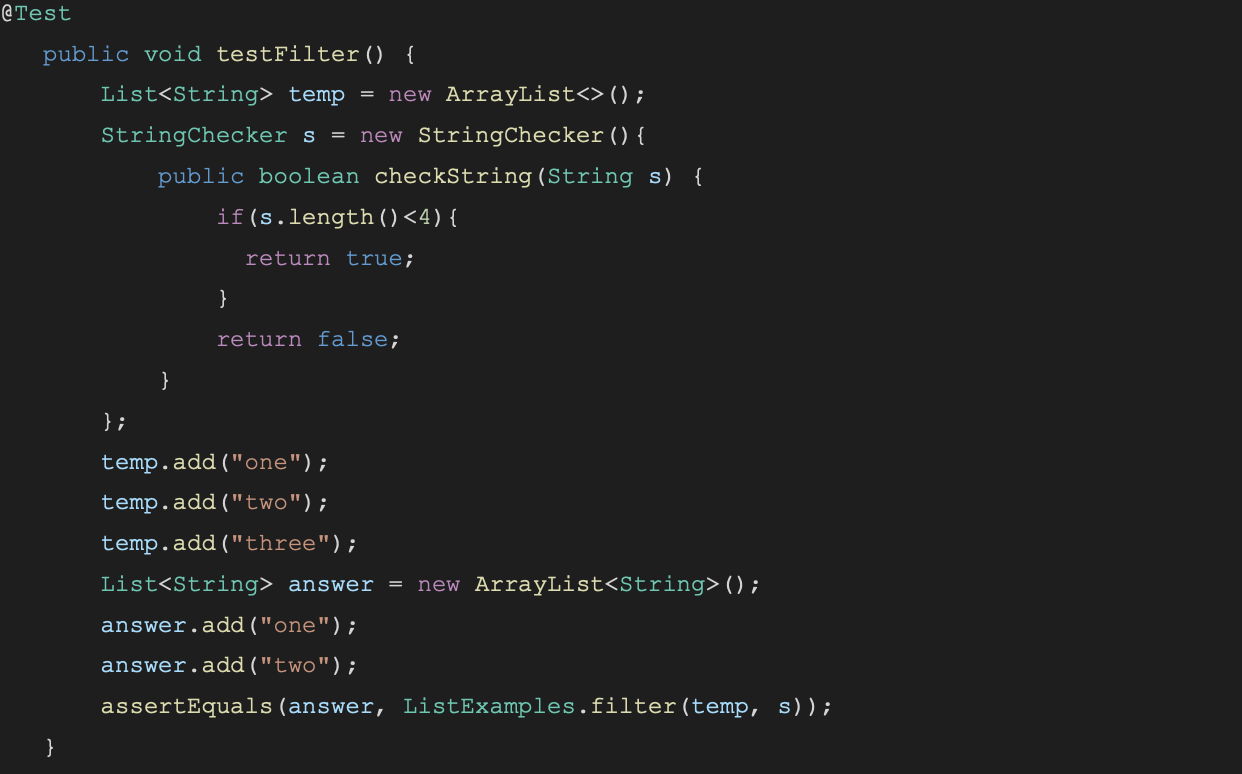 @Test
   public void testFilter() {
       List<String> temp = new ArrayList<>();
       StringChecker s = new StringChecker(){
           public boolean checkString(String s) {
               if(s.length()<4){
                 return true;
               }
               return false;
           }
       };
       temp.add("one");
       temp.add("two");
       temp.add("three");
       List<String> answer = new ArrayList<String>();
       answer.add("one");
       answer.add("two");
       assertEquals(answer, ListExamples.filter(temp, s));
   }